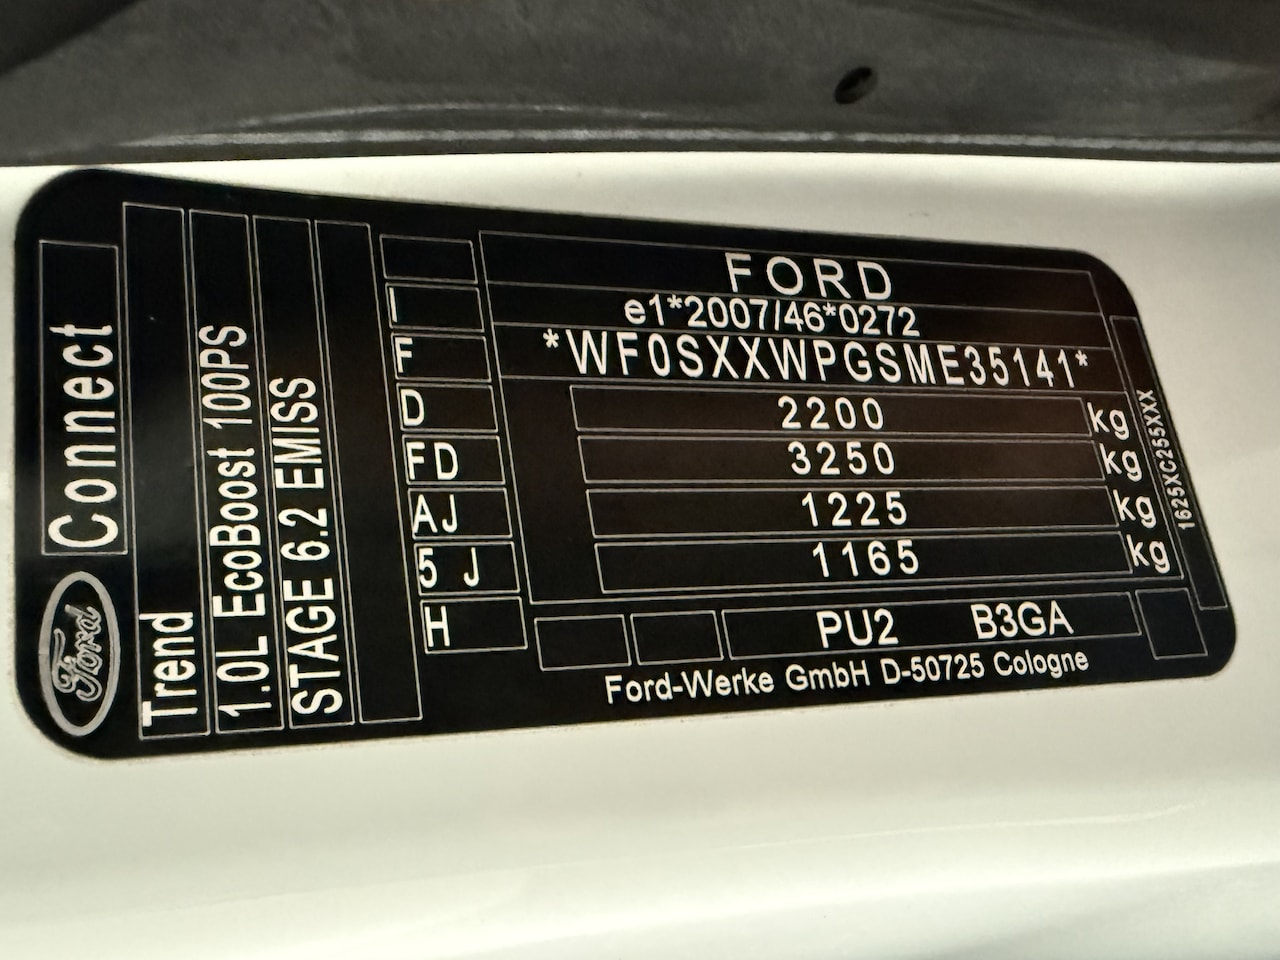 Ford
Connect
Trend
1.0L EcoBoost 100PS
STAGE 6.2 EMISS
FORD
I e1*2007/46*0272
F *WF0SXXWPGSME35141*
D 2200 kg
FD 3250 kg
AJ 1225 kg
5 J 1165 kg
H PU2 B3GA
Ford-Werke GmbH D-50725 Cologne
1625XC255XXX